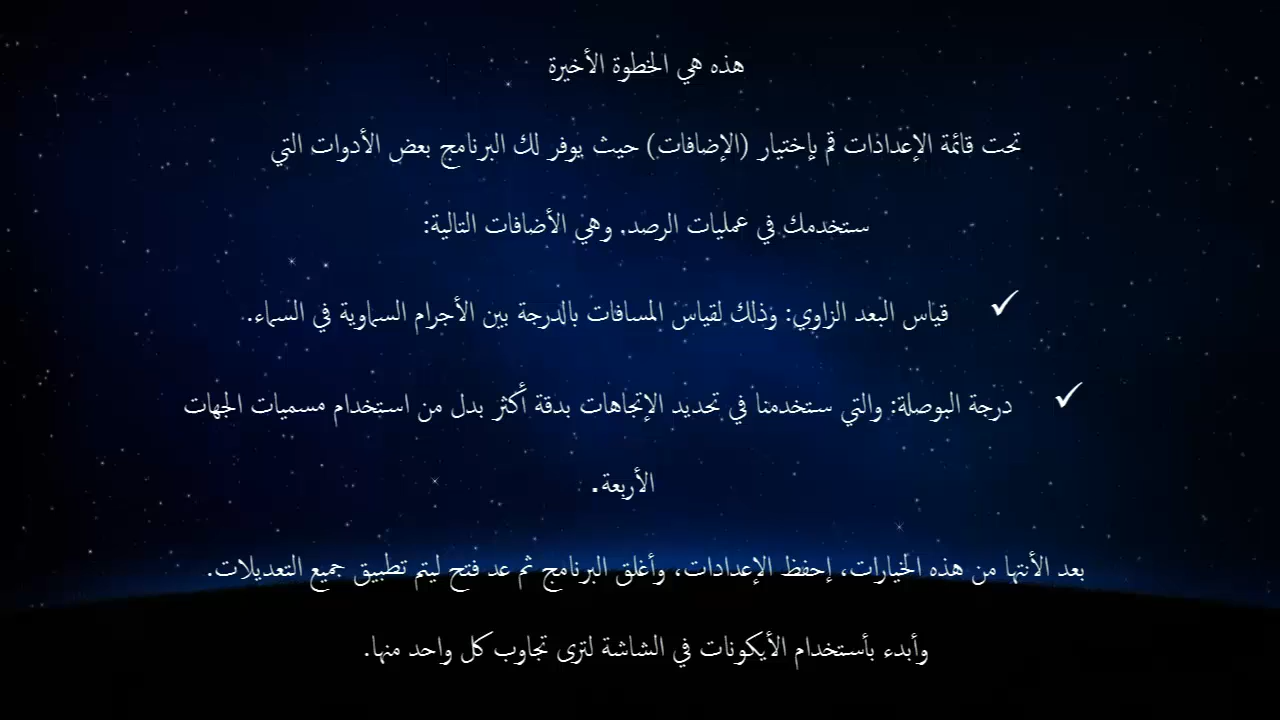 هذه هي الخطوة الأخيرة
تحت قائمة الإعدادات قم بإختيار (الإضافات) حيث يوفر لك البرنامج بعض الأدوات التي
ستخدمك في عمليات الرصد. وهي الأضافات التالية:
✓ قياس البعد الزاوي: وذلك لقياس المسافات بالدرجة بين الأجرام السماوية في السماء.
✓ درجة البوصلة: والتي ستخدمنا في تحديد الإتجاهات بدقة أكثر بدل من استخدام مسميات الجهات
الأربعة.
بعد الأنتها من هذه الخيارات، إحفظ الإعدادات، وأغلق البرنامج ثم عد فتح ليتم تطبيق جميع التعديلات.
وأبدء بأستخدام الأيكونات في الشاشة لترى تجاوب كل واحد منها.